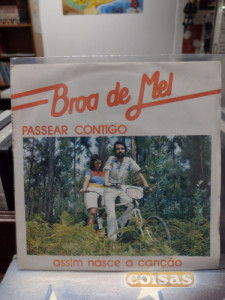 Broa de Mel
PASSEAR CONTIGO
assim nasce a canção
coisas